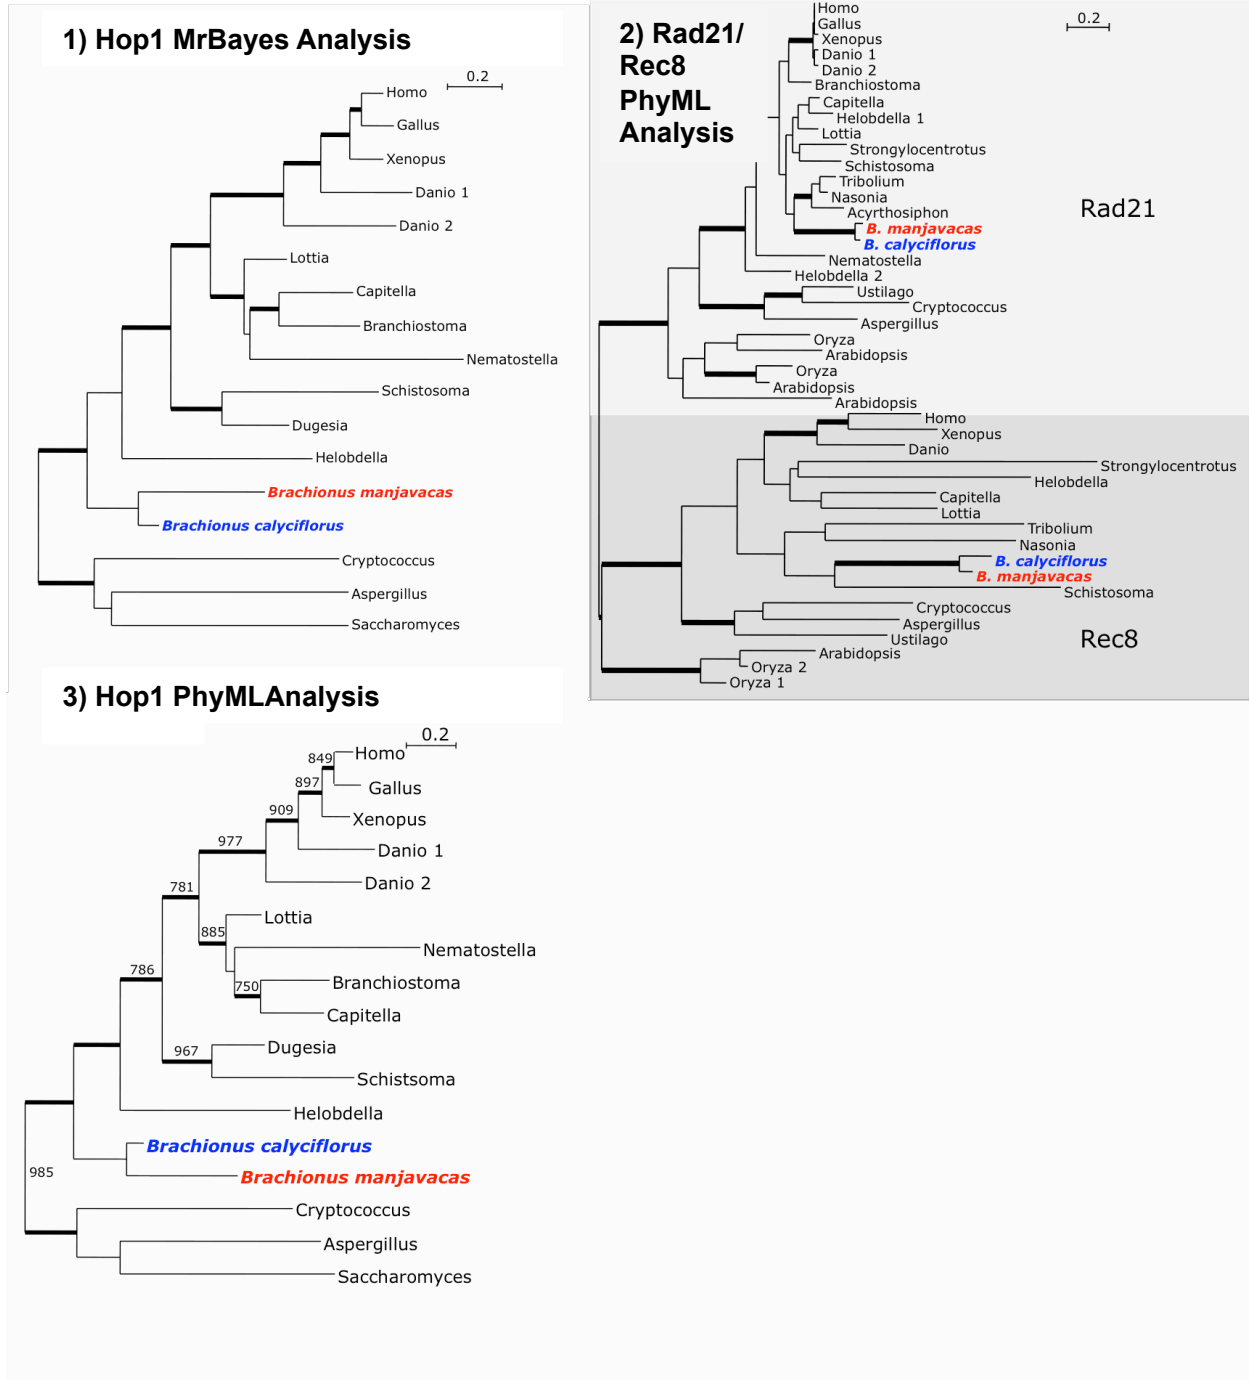 1) Hop1 MrBayes Analysis
0.2
Homo
Gallus
Xenopus
Danio 1
Danio 2
Lottia
Capitella
Branchiostoma
Nematostella
Schistosoma
Dugesia
Helobdella
Brachionus manjavacas
Brachionus calyciflorus
Cryptococcus
Aspergillus
Saccharomyces
2) Rad21/
Rec8
PhyML
Analysis
0.2
Homo
Gallus
Xenopus
Danio 1
Danio 2
Branchiostoma
Capitella
Helobdella 1
Lottia
Strongylocentrotus
Schistosoma
Tribolium
Nasonia
Acyrthosiphon
B. manjavacas
B. calyciflorus
Nematostella
Helobdella 2
Ustilago
Cryptococcus
Aspergillus
Oryza
Arabidopsis
Oryza
Arabidopsis
Arabidopsis
Rad21
Homo
Xenopus
Danio
Strongylocentrotus
Helobdella
Capitella
Lottia
Tribolium
Nasonia
B. calyciflorus
B. manjavacas
Schistosoma
Cryptococcus
Aspergillus
Ustilago
Arabidopsis
Oryza 2
Oryza 1
Rec8
3) Hop1 PhyMLAnalysis
0.2
849
Homo
897
Gallus
909
Xenopus
977
Danio 1
781
Danio 2
885
Lottia
Nematostella
786
750
Branchiostoma
Capitella
967
Dugesia
Schistsoma
Helobdella
Brachionus calyciflorus
985
Brachionus manjavacas
Cryptococcus
Aspergillus
Saccharomyces